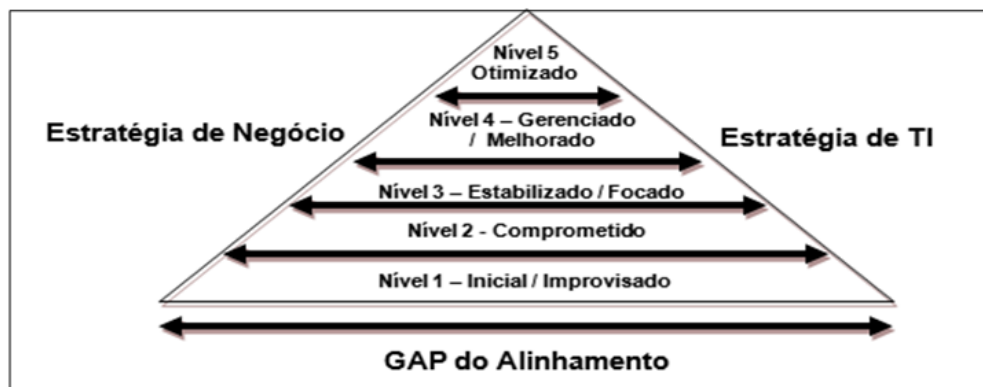 Nível 5
Otimizado
Estratégia de Negócio
Nível 4 – Gerenciado
/ Melhorado
Estratégia de TI
Nível 3 – Estabilizado / Focado
Nível 2 - Comprometido
Nível 1 – Inicial / Improvisado
GAP do Alinhamento